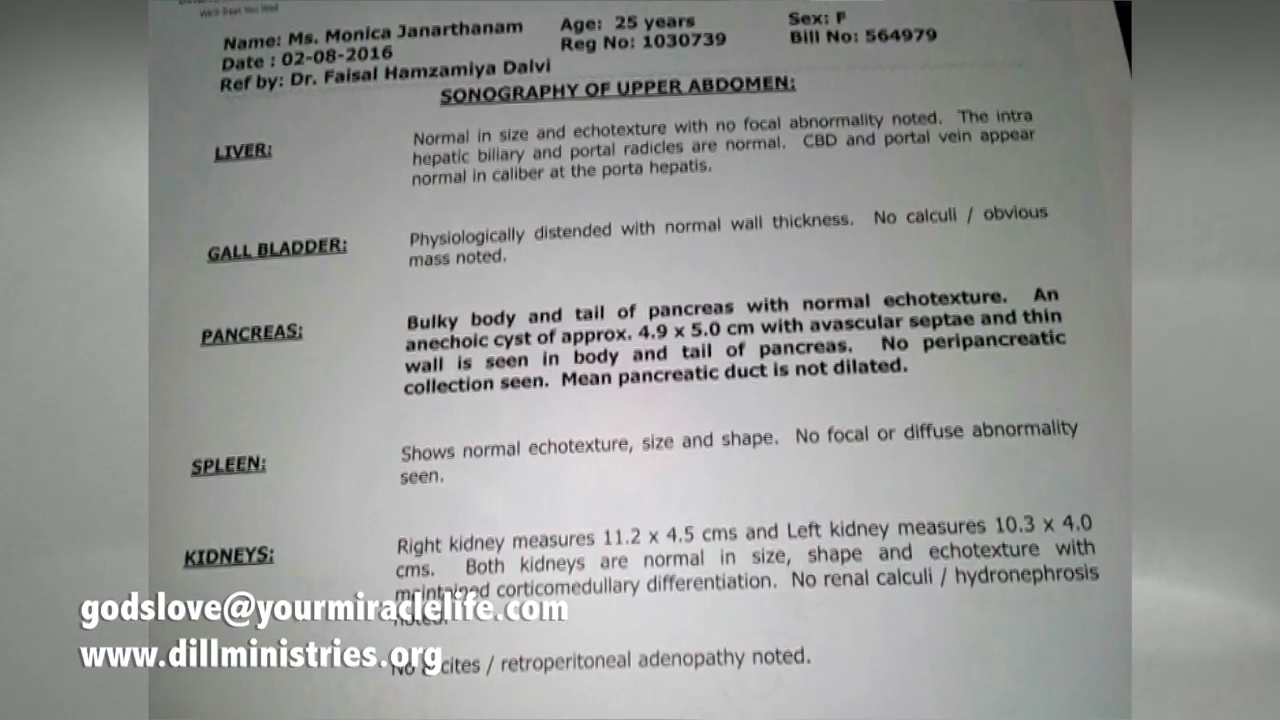 We'll Treat You Well
Name: Ms. Monica Janarthanam Age: 25 years Sex: F
Date : 02-08-2016 Reg No: 1030739 Bill No: 564979
Ref by: Dr. Faisal Hamzamiya Dalvi
SONOGRAPHY OF UPPER ABDOMEN:
LIVER: Normal in size and echotexture with no focal abnormality noted. The intra
hepatic biliary and portal radicles are normal. CBD and portal vein appear
normal in caliber at the porta hepatis.
GALL BLADDER: Physiologically distended with normal wall thickness. No calculi / obvious
mass noted.
PANCREAS: Bulky body and tail of pancreas with normal echotexture. An
anechoic cyst of approx. 4.9 x 5.0 cm with avascular septae and thin
wall is seen in body and tail of pancreas. No peripancreatic
collection seen. Mean pancreatic duct is not dilated.
SPLEEN: Shows normal echotexture, size and shape. No focal or diffuse abnormality
seen.
KIDNEYS: Right kidney measures 11.2 x 4.5 cms and Left kidney measures 10.3 x 4.0
cms. Both kidneys are normal in size, shape and echotexture with
maintained corticomedullary differentiation. No renal calculi / hydronephrosis
noted.
godslove@yourmiraclelife.com
www.dillministries.org
No / retroperitoneal adenopathy noted.